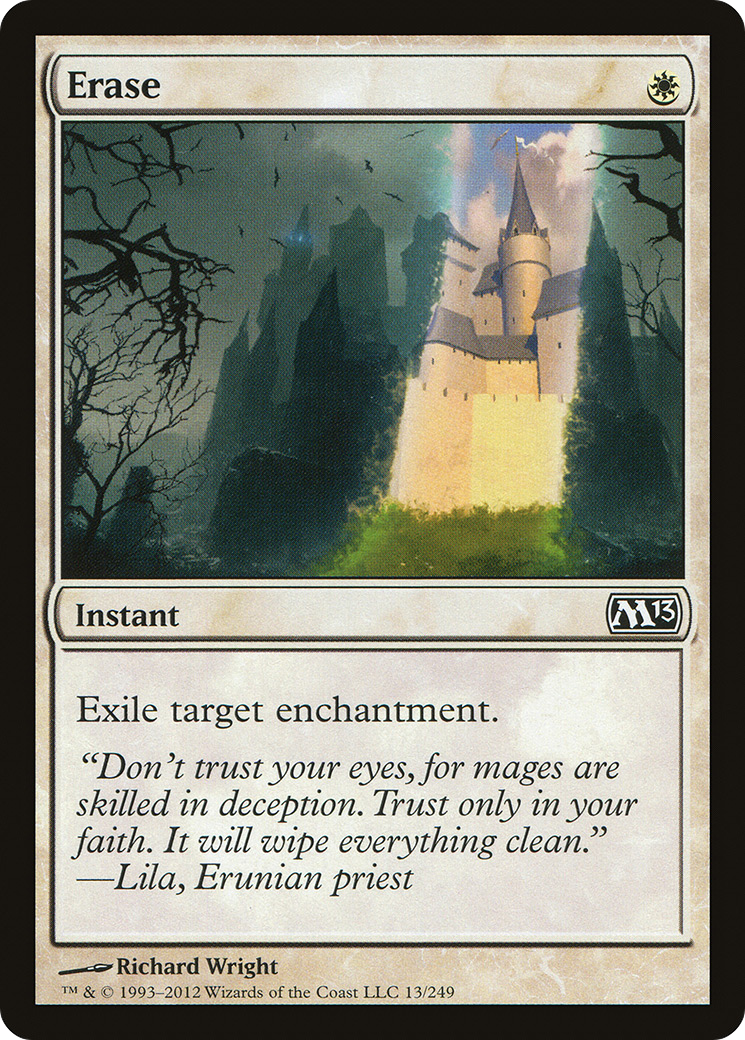 Erase
Instant
M13
Exile target enchantment.
“Don’t trust your eyes, for mages are
skilled in deception. Trust only in your
faith. It will wipe everything clean.”
—Lila, Erunian priest
Richard Wright
™ & © 1993–2012 Wizards of the Coast LLC 13/249